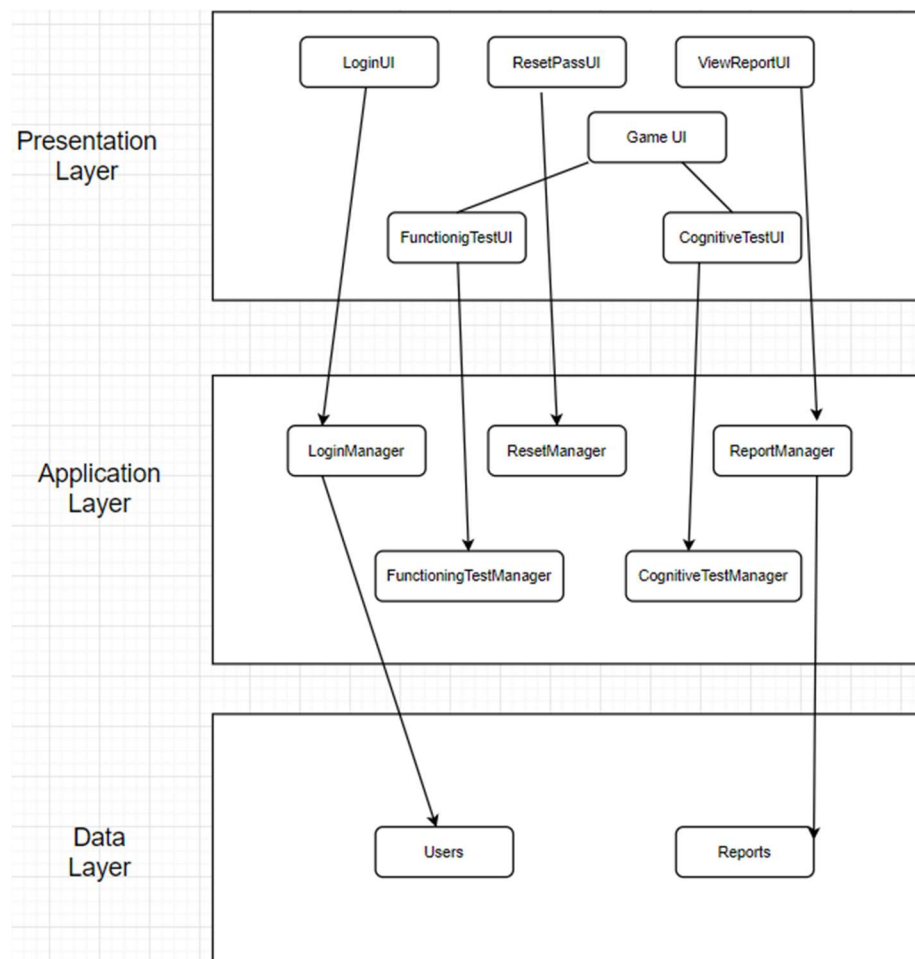 LoginUI
ResetPassUI
ViewReportUI
Game UI
Presentation
Layer
FunctionigTestUI
CognitiveTestUI
LoginManager
ResetManager
ReportManager
Application
Layer
FunctioningTestManager
CognitiveTestManager
Data
Layer
Users
Reports